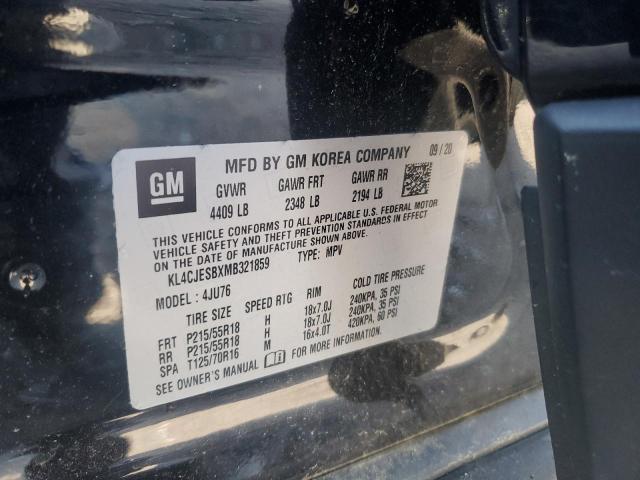 GM
MFD BY GM KOREA COMPANY 09/20
GVWR GAWR FRT GAWR RR
4409 LB 2348 LB 2194 LB
THIS VEHICLE CONFORMS TO ALL APPLICABLE U.S. FEDERAL MOTOR
VEHICLE SAFETY AND THEFT PREVENTION STANDARDS IN EFFECT
ON THE DATE OF MANUFACTURE SHOWN ABOVE.
KL4CJESBXMB321859 TYPE: MPV
MODEL : 4JU76
TIRE SIZE SPEED RTG RIM COLD TIRE PRESSURE
FRT P215/55R18 H 18x7.0J 240KPA, 35 PSI
RR P215/55R18 H 18x7.0J 240KPA, 35 PSI
SPA T125/70R16 M 16x4.0T 420KPA, 60 PSI
SEE OWNER'S MANUAL FOR MORE INFORMATION.